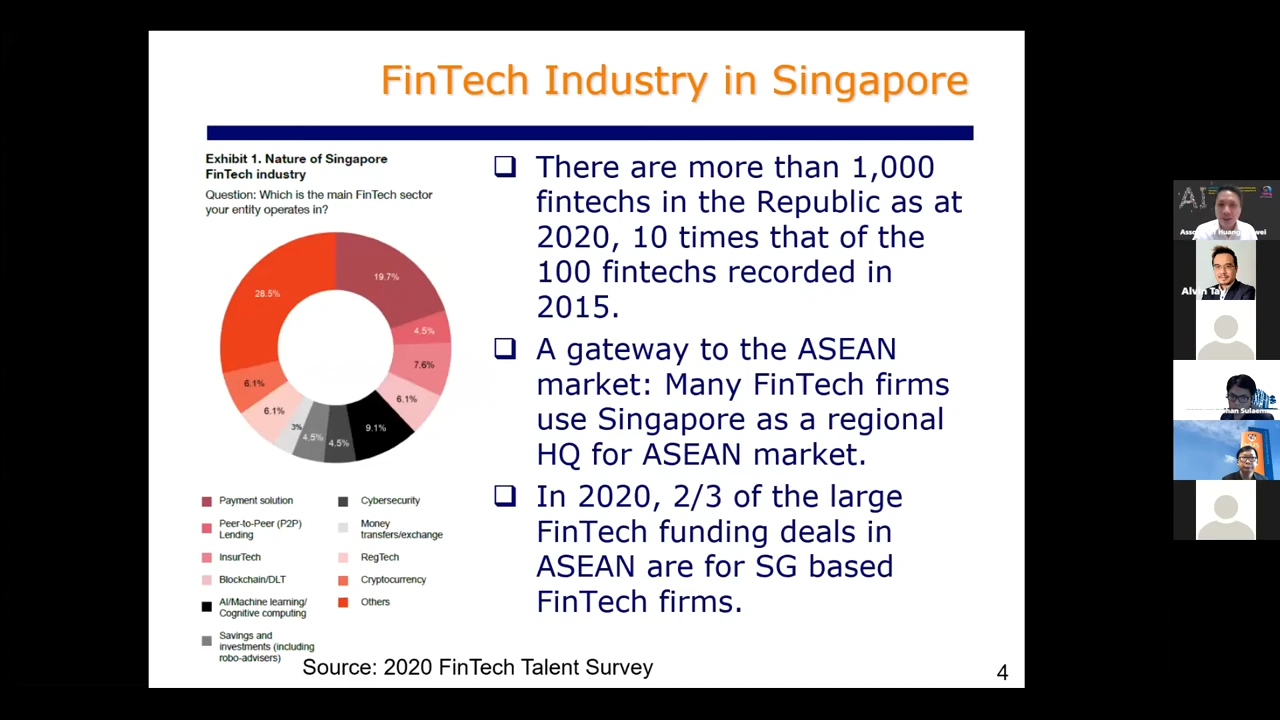 FinTech Industry in Singapore
Exhibit 1. Nature of Singapore
FinTech industry
Question: Which is the main FinTech sector
your entity operates in?
19.7%
4.5%
7.6%
6.1%
9.1%
4.5%
4.5%
3%
6.1%
6.1%
28.5%
Payment solution
Peer-to-Peer (P2P)
Lending
InsurTech
Blockchain/DLT
AI/Machine learning/
Cognitive computing
Savings and
investments (including
robo-advisers)
Cybersecurity
Money
transfers/exchange
RegTech
Cryptocurrency
Others
There are more than 1,000
fintechs in the Republic as at
2020, 10 times that of the
100 fintechs recorded in
2015.
A gateway to the ASEAN
market: Many FinTech firms
use Singapore as a regional
HQ for ASEAN market.
In 2020, 2/3 of the large
FinTech funding deals in
ASEAN are for SG based
FinTech firms.
Source: 2020 FinTech Talent Survey
4
AI
Alvin Tay